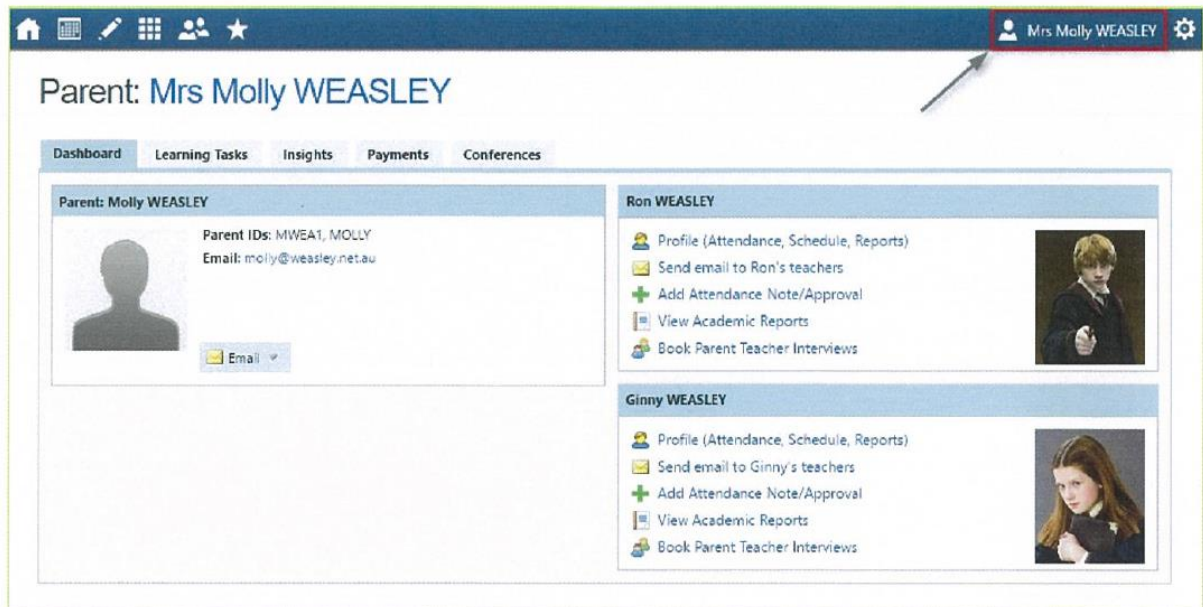 Mrs Molly WEASLEY
Parent: Mrs Molly WEASLEY
Dashboard Learning Tasks Insights Payments Conferences
Parent: Molly WEASLEY
Parent IDs: MWEA1, MOLLY
Email: molly@weasley.net.au
Email
Ron WEASLEY
Profile (Attendance, Schedule, Reports)
Send email to Ron's teachers
Add Attendance Note/Approval
View Academic Reports
Book Parent Teacher Interviews
Ginny WEASLEY
Profile (Attendance, Schedule, Reports)
Send email to Ginny's teachers
Add Attendance Note/Approval
View Academic Reports
Book Parent Teacher Interviews